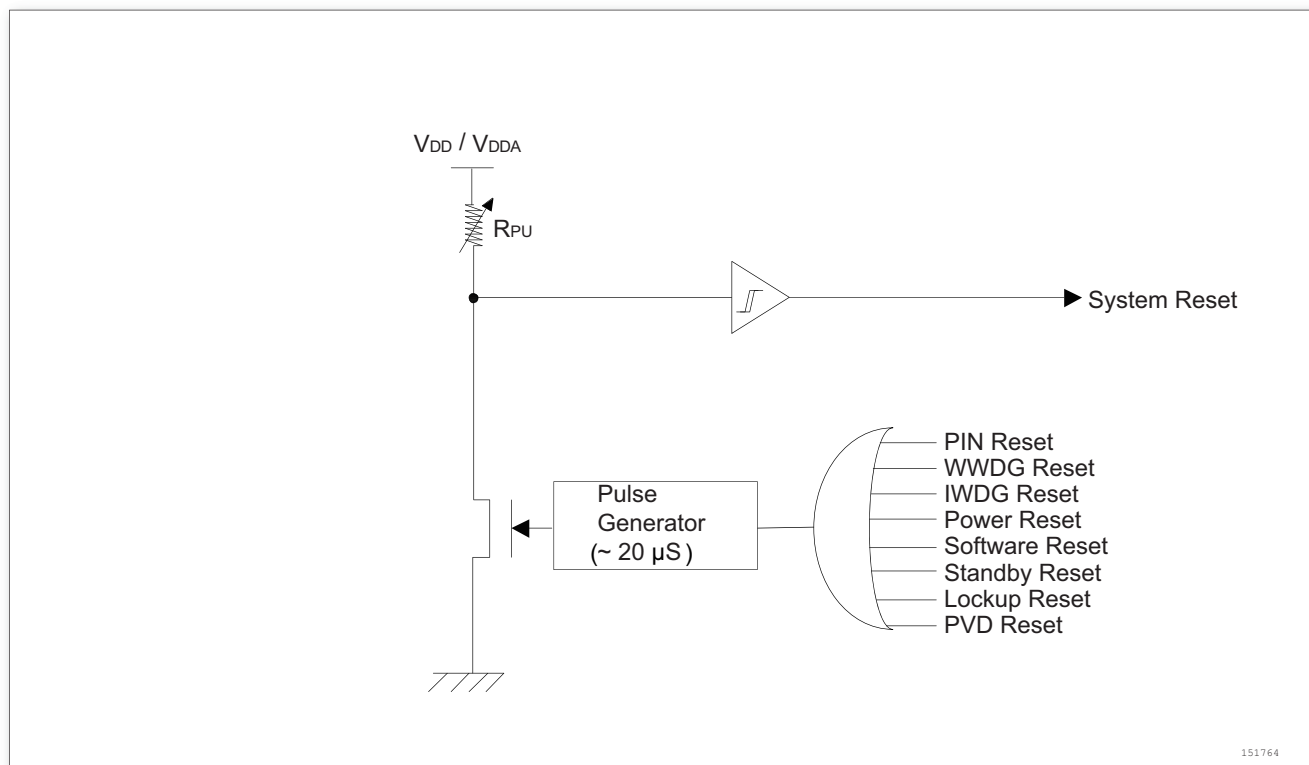 VDD / VDDA
RPU
System Reset
PIN Reset
WWDG Reset
IWDG Reset
Power Reset
Software Reset
Standby Reset
Lockup Reset
PVD Reset
Pulse
Generator
(~ 20 µS )
151764